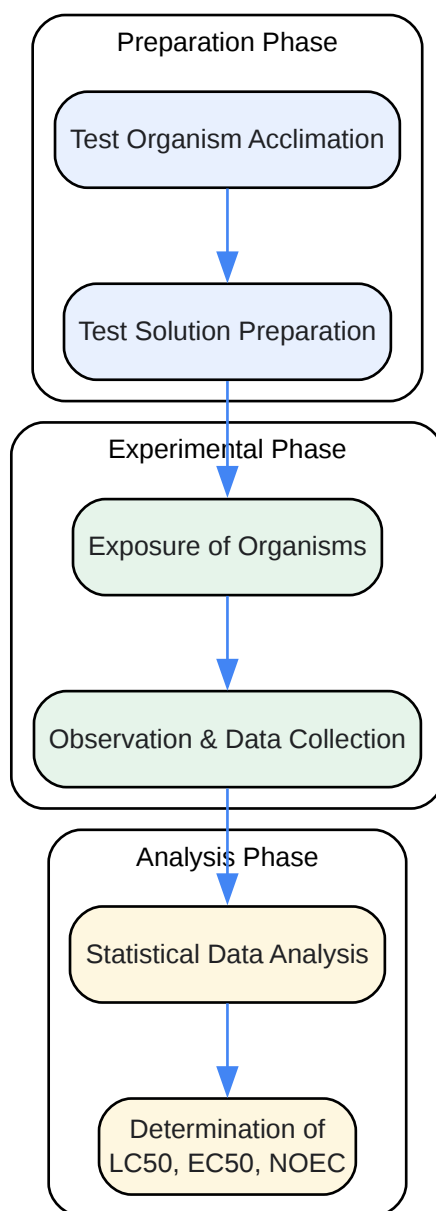 Preparation Phase
Test Organism Acclimation
Test Solution Preparation
Experimental Phase
Exposure of Organisms
Observation & Data Collection
Analysis Phase
Statistical Data Analysis
Determination of
LC50, EC50, NOEC